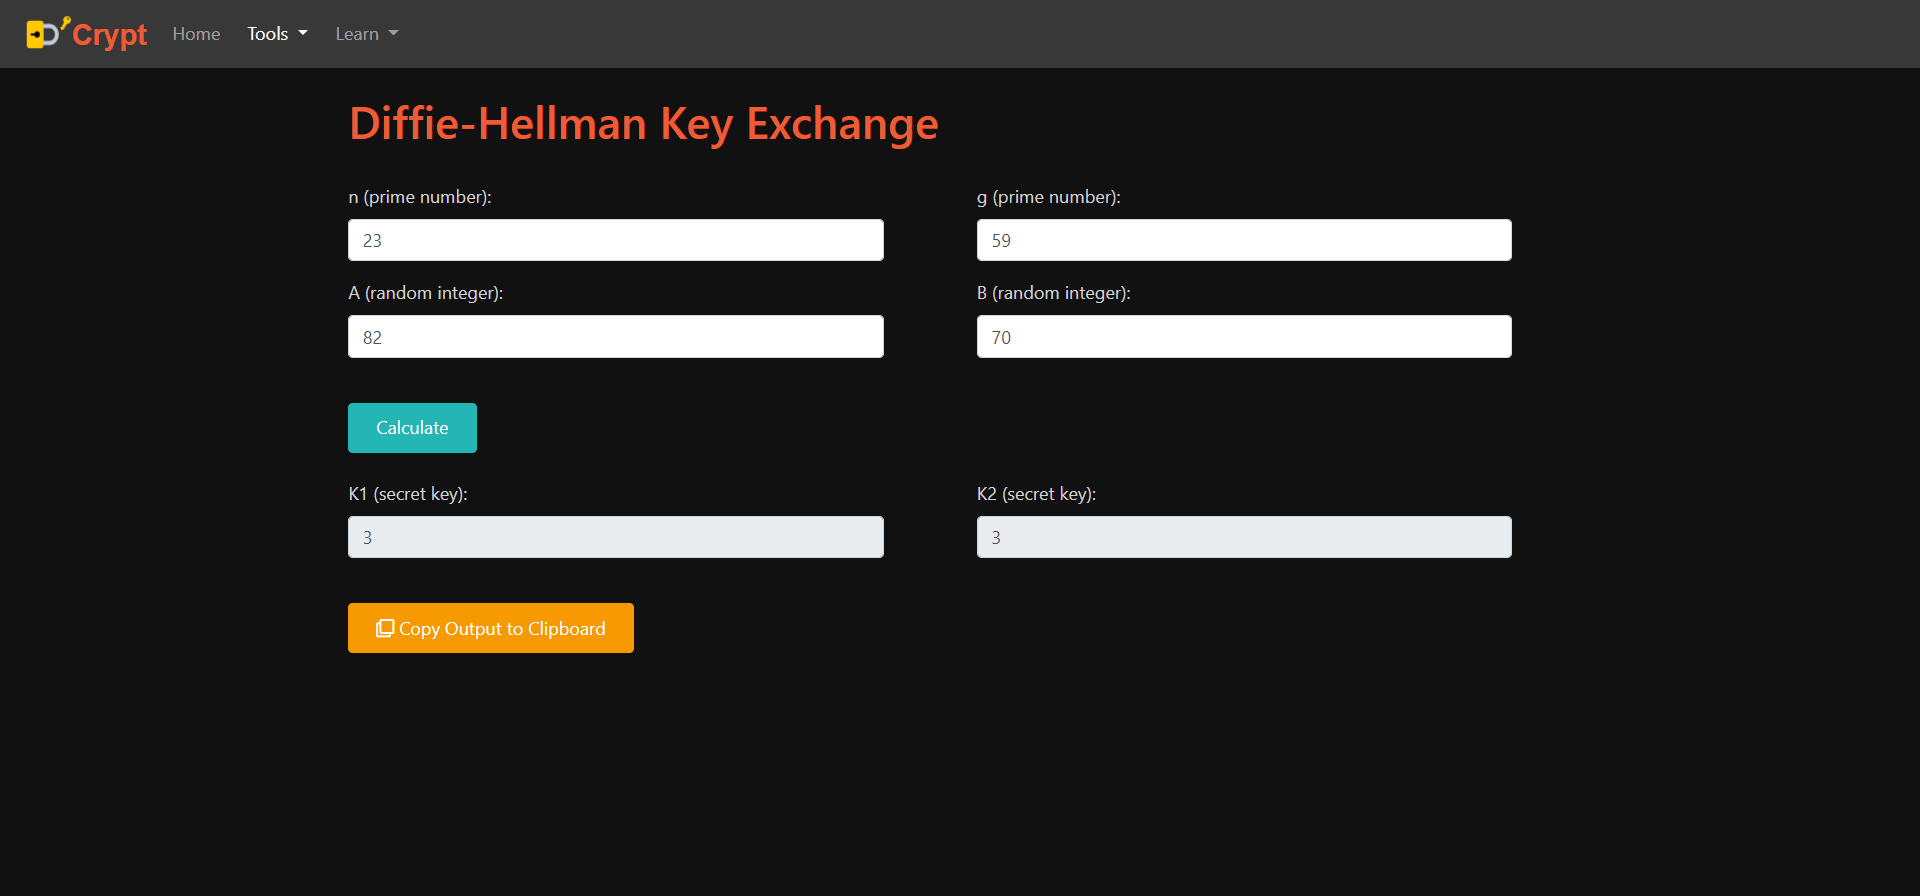 D'Crypt Home Tools Learn
Diffie-Hellman Key Exchange
n (prime number): g (prime number):
23 59
A (random integer): B (random integer):
82 70
Calculate
K1 (secret key): K2 (secret key):
3 3
Copy Output to Clipboard